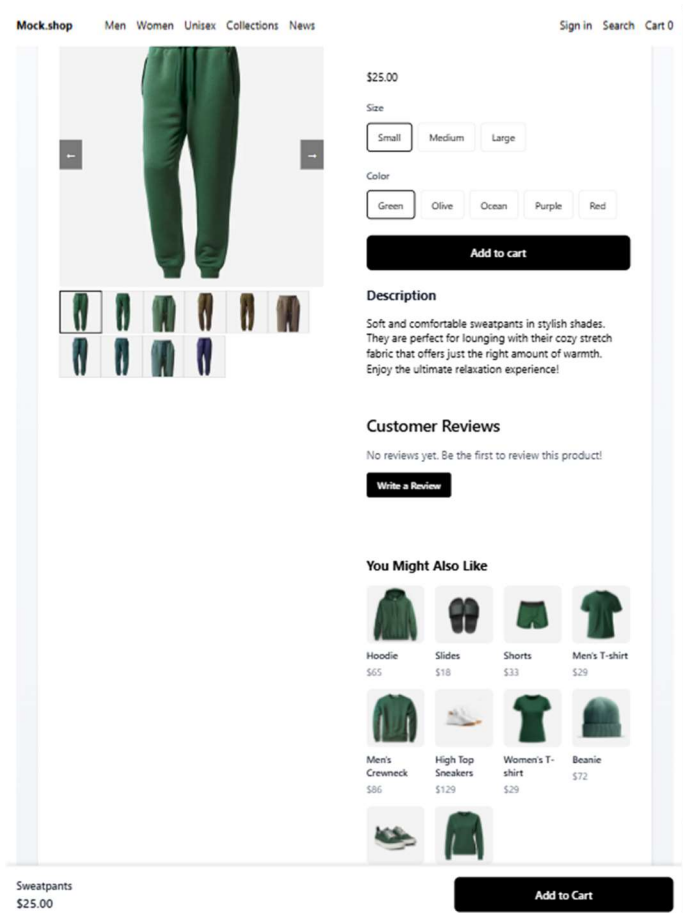 Mock.shop Men Women Unisex Collections News Sign in Search Cart 0
←
→
$25.00
Size
Small Medium Large
Color
Green Olive Ocean Purple Red
Add to cart
Description
Soft and comfortable sweatpants in stylish shades.
They are perfect for lounging with their cozy stretch
fabric that offers just the right amount of warmth.
Enjoy the ultimate relaxation experience!
Customer Reviews
No reviews yet. Be the first to review this product!
Write a Review
You Might Also Like
Hoodie
$65
Slides
$18
Shorts
$33
Men's T-shirt
$29
Men's
Crewneck
$86
High Top
Sneakers
$129
Women's T-
shirt
$29
Beanie
$72
Sweatpants
$25.00
Add to Cart